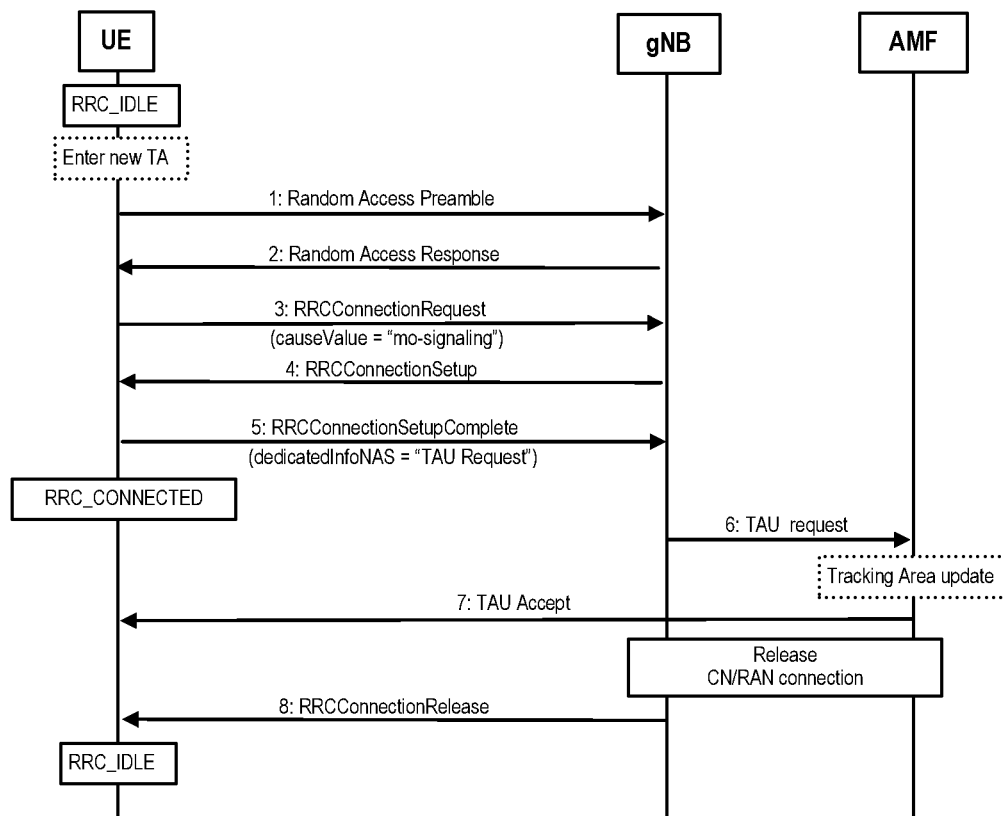 UE
gNB
AMF
RRC_IDLE
Enter new TA
1: Random Access Preamble
2: Random Access Response
3: RRCConnectionRequest
(causeValue = “mo-signaling”)
4: RRCConnectionSetup
5: RRCConnectionSetupComplete
(dedicatedInfoNAS = “TAU Request”)
RRC_CONNECTED
6: TAU request
Tracking Area update
7: TAU Accept
Release
CN/RAN connection
8: RRCConnectionRelease
RRC_IDLE